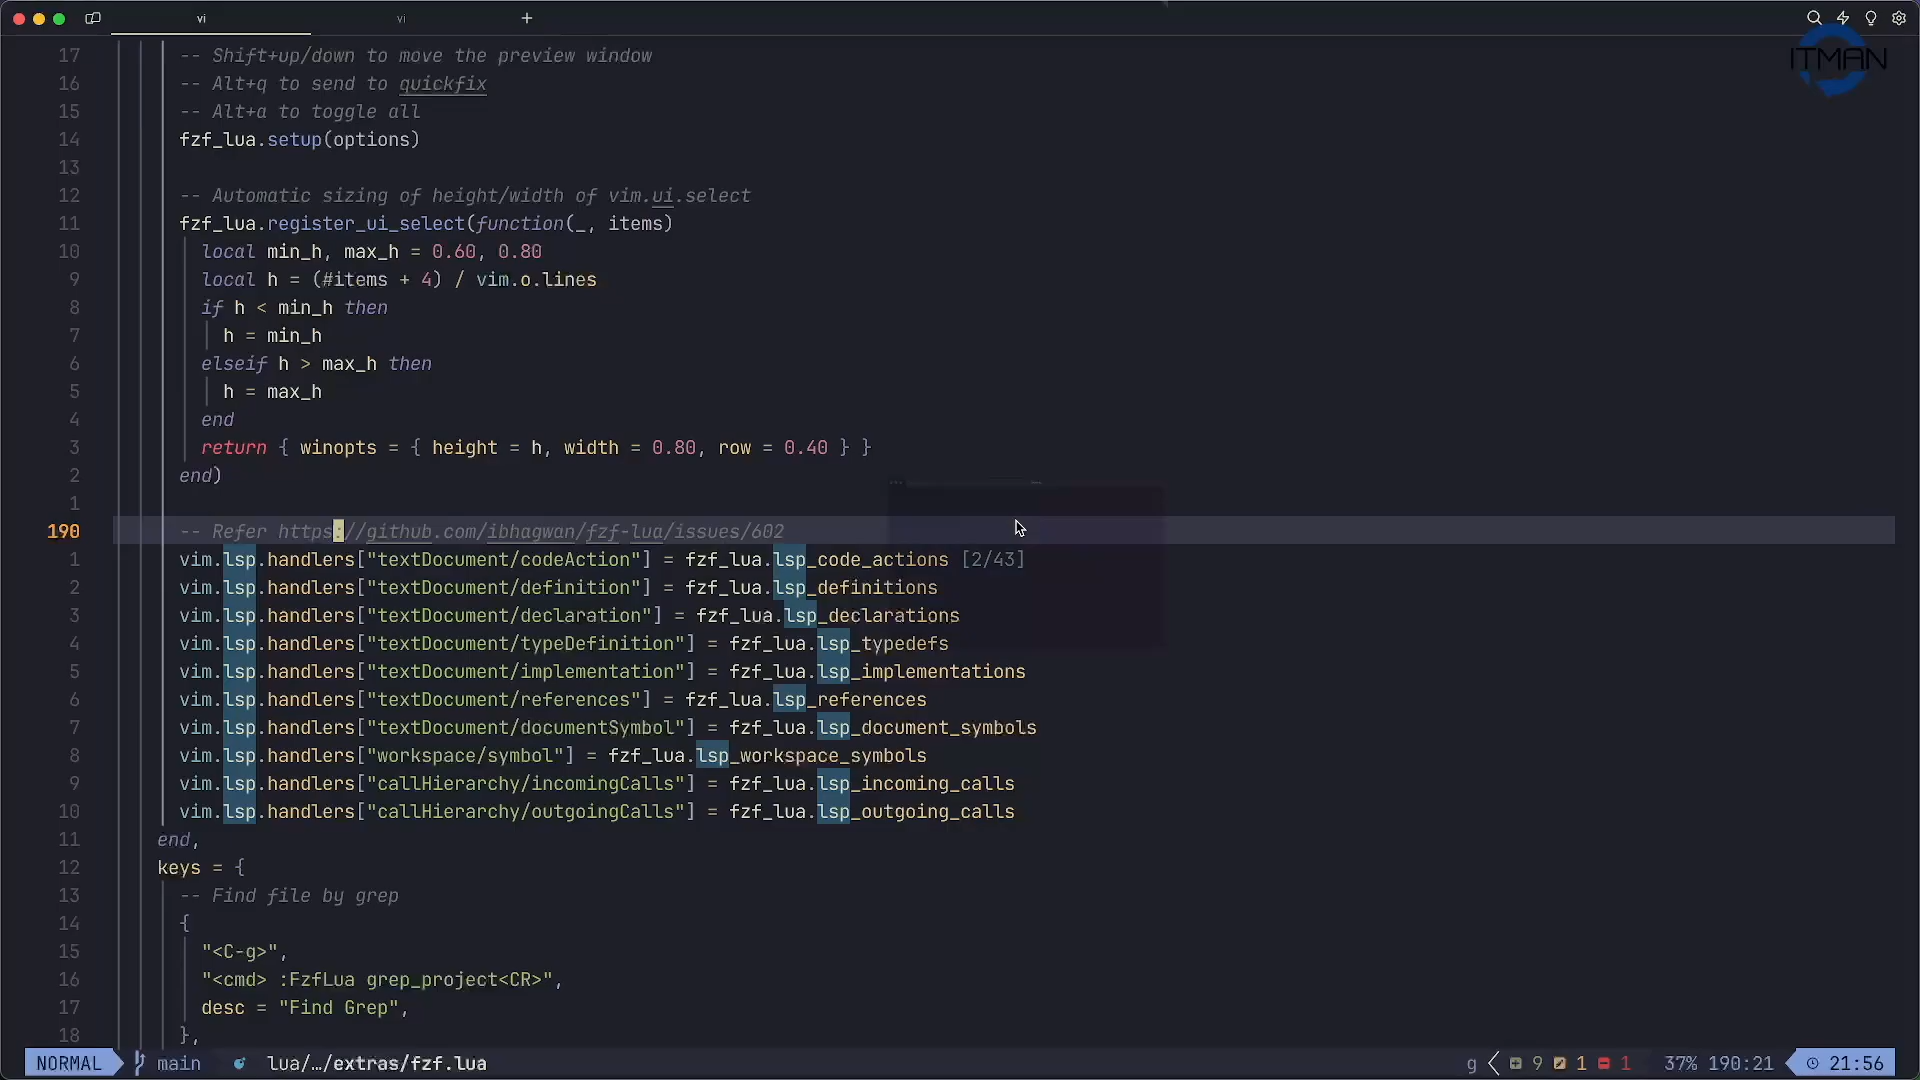 vi vi +
ITMAN
17 -- Shift+up/down to move the preview window
16 -- Alt+q to send to quickfix
15 -- Alt+a to toggle all
14 fzf_lua.setup(options)
13
12 -- Automatic sizing of height/width of vim.ui.select
11 fzf_lua.register_ui_select(function(_, items)
10 local min_h, max_h = 0.60, 0.80
9 local h = (#items + 4) / vim.o.lines
8 if h < min_h then
7 h = min_h
6 elseif h > max_h then
5 h = max_h
4 end
3 return { winopts = { height = h, width = 0.80, row = 0.40 } }
2 end)
1
190 -- Refer https://github.com/ibhagwan/fzf-lua/issues/602
1 vim.lsp.handlers["textDocument/codeAction"] = fzf_lua.lsp_code_actions [2/43]
2 vim.lsp.handlers["textDocument/definition"] = fzf_lua.lsp_definitions
3 vim.lsp.handlers["textDocument/declaration"] = fzf_lua.lsp_declarations
4 vim.lsp.handlers["textDocument/typeDefinition"] = fzf_lua.lsp_typedefs
5 vim.lsp.handlers["textDocument/implementation"] = fzf_lua.lsp_implementations
6 vim.lsp.handlers["textDocument/references"] = fzf_lua.lsp_references
7 vim.lsp.handlers["textDocument/documentSymbol"] = fzf_lua.lsp_document_symbols
8 vim.lsp.handlers["workspace/symbol"] = fzf_lua.lsp_workspace_symbols
9 vim.lsp.handlers["callHierarchy/incomingCalls"] = fzf_lua.lsp_incoming_calls
10 vim.lsp.handlers["callHierarchy/outgoingCalls"] = fzf_lua.lsp_outgoing_calls
11 end,
12 keys = {
13 -- Find file by grep
14 {
15 "<C-g>",
16 "<cmd> :FzfLua grep_project<CR>",
17 desc = "Find Grep",
18 },
NORMAL main lua/…/extras/fzf.lua g 9 1 1 37% 190:21 21:56